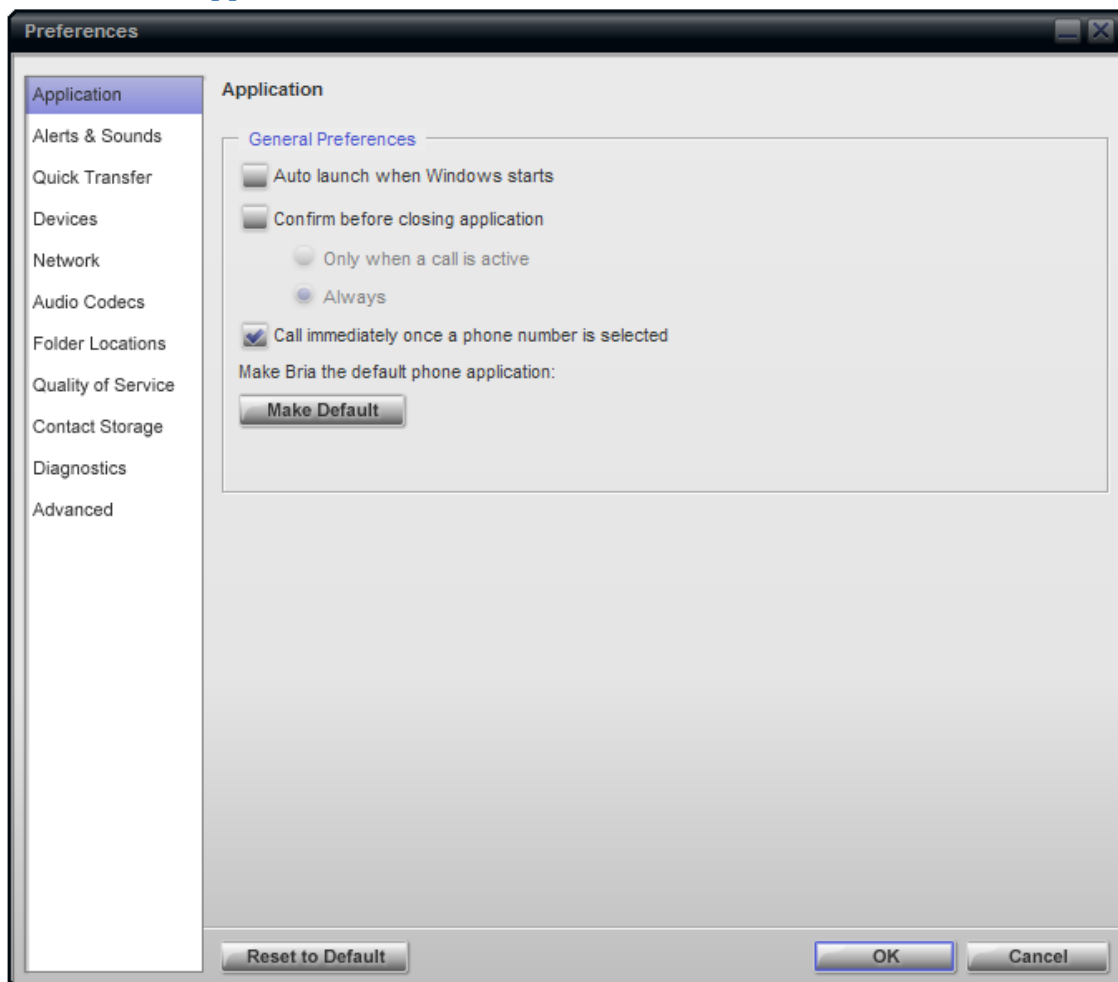 Preferences
Application
Alerts & Sounds
Quick Transfer
Devices
Network
Audio Codecs
Folder Locations
Quality of Service
Contact Storage
Diagnostics
Advanced
Application
General Preferences
Auto launch when Windows starts
Confirm before closing application
Only when a call is active
Always
Call immediately once a phone number is selected
Make Bria the default phone application:
Make Default
Reset to Default
OK
Cancel